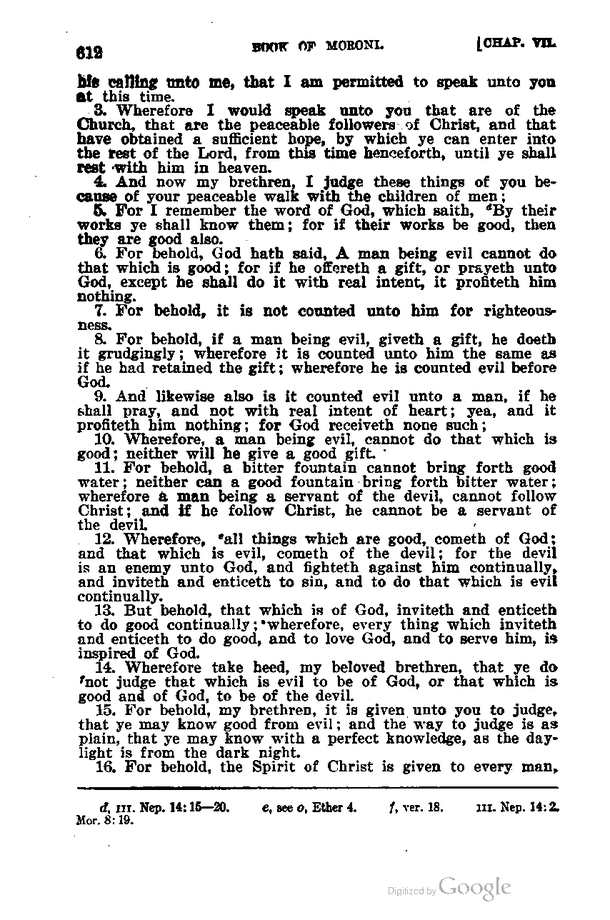 612 BOOK OF MORONI. [CHAP. VII.
his calling unto me, that I am permitted to speak unto you
at this time.
3. Wherefore I would speak unto you that are of the
Church, that are the peaceable followers of Christ, and that
have obtained a sufficient hope, by which ye can enter into
the rest of the Lord, from this time henceforth, until ye shall
rest with him in heaven.
4. And now my brethren, I judge these things of you be-
cause of your peaceable walk with the children of men;
5. For I remember the word of God, which saith, dBy their
works ye shall know them; for if their works be good, then
they are good also.
6. For behold, God hath said, A man being evil cannot do
that which is good; for if he offereth a gift, or prayeth unto
God, except he shall do it with real intent, it profiteth him
nothing.
7. For behold, it is not counted unto him for righteous-
ness.
8. For behold, if a man being evil, giveth a gift, he doeth
it grudgingly; wherefore it is counted unto him the same as
if he had retained the gift; wherefore he is counted evil before
God.
9. And likewise also is it counted evil unto a man, if he
shall pray, and not with real intent of heart; yea, and it
profiteth him nothing; for God receiveth none such;
10. Wherefore, a man being evil, cannot do that which is
good; neither will he give a good gift.
11. For behold, a bitter fountain cannot bring forth good
water; neither can a good fountain bring forth bitter water;
wherefore a man being a servant of the devil, cannot follow
Christ; and if he follow Christ, he cannot be a servant of
the devil.
12. Wherefore, eall things which are good, cometh of God;
and that which is evil, cometh of the devil; for the devil
is an enemy unto God, and fighteth against him continually,
and inviteth and enticeth to sin, and to do that which is evil
continually.
13. But behold, that which is of God, inviteth and enticeth
to do good continually; wherefore, every thing which inviteth
and enticeth to do good, and to love God, and to serve him, is
inspired of God.
14. Wherefore take heed, my beloved brethren, that ye do
fnot judge that which is evil to be of God, or that which is
good and of God, to be of the devil.
15. For behold, my brethren, it is given unto you to judge,
that ye may know good from evil; and the way to judge is as
plain, that ye may know with a perfect knowledge, as the day-
light is from the dark night.
16. For behold, the Spirit of Christ is given to every man,
d, III. Nep. 14:15—20. e, see o, Ether 4. f, ver. 18. III. Nep. 14:2.
Mor. 8:19.
Digitized by Google